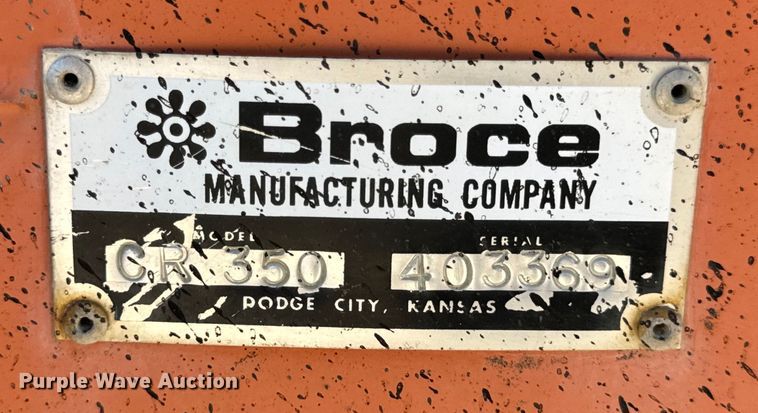 Broce
MANUFACTURING COMPANY
MODEL SERIAL
CR 350 403369
DODGE CITY, KANSAS
Purple Wave Auction